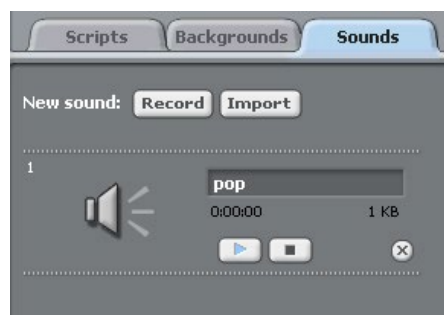 Scripts Backgrounds Sounds
New sound: Record Import
1
pop
0:00:00 1 KB